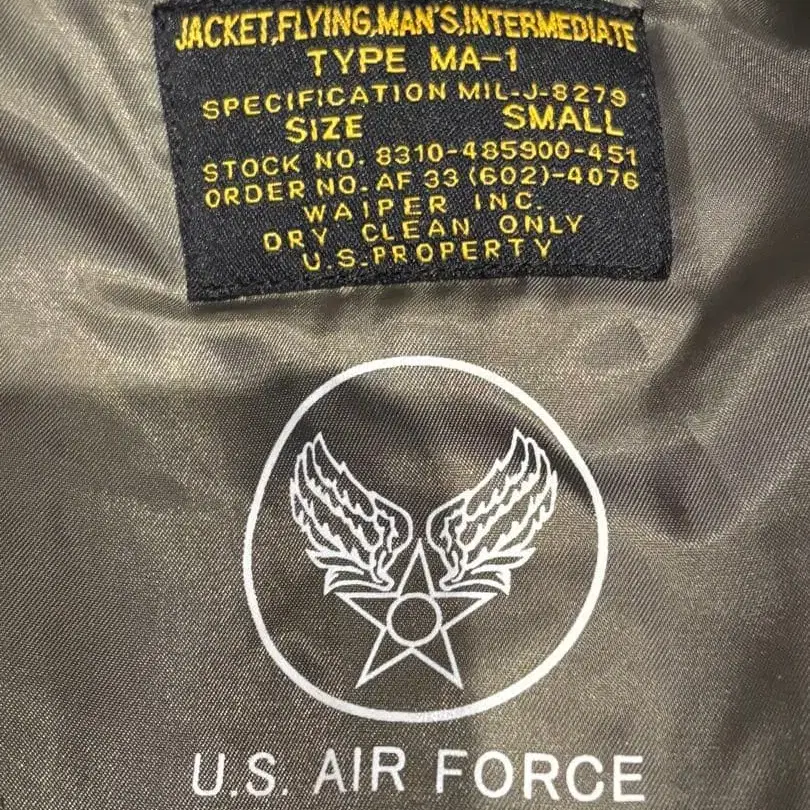 JACKET,FLYING,MAN'S,INTERMEDIATE
TYPE MA-1
SPECIFICATION MIL-J-8279
SIZE SMALL
STOCK NO. 8310-485900-451
ORDER NO. AF 33 (602)-4076
WAIPER INC.
DRY CLEAN ONLY
U.S.PROPERTY
U.S. AIR FORCE